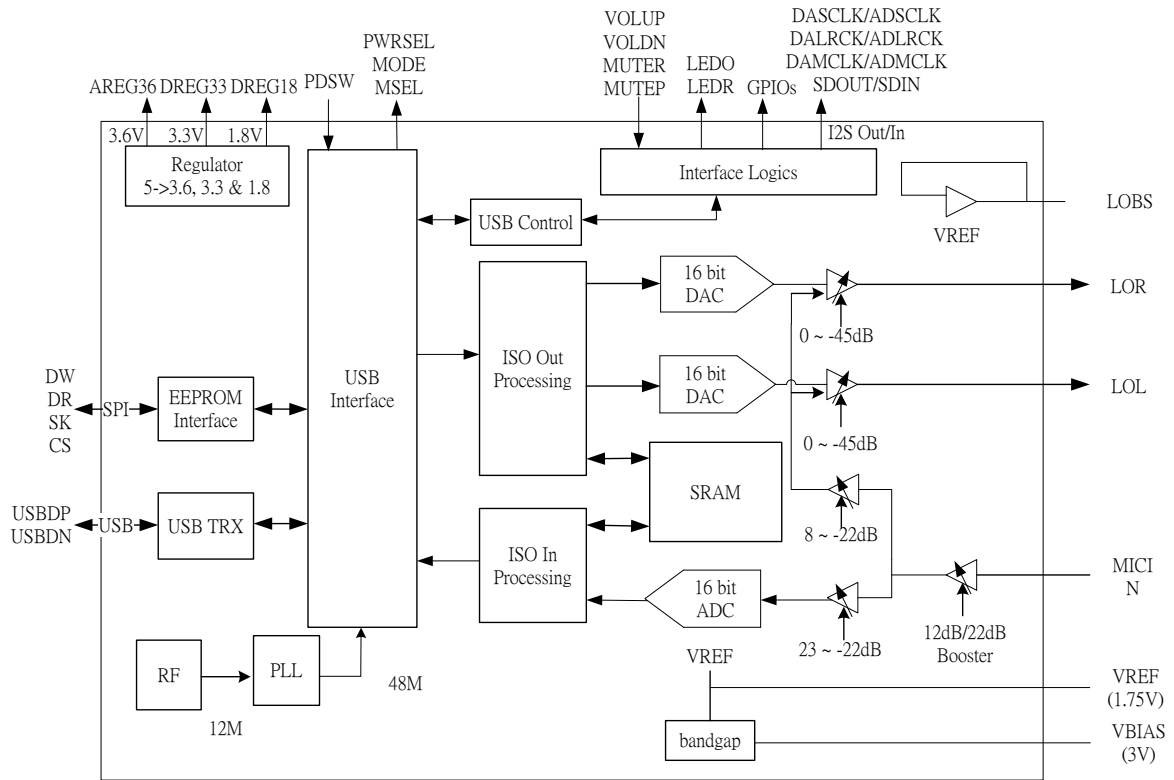 VOLUP
VOLDN
MUTER
MUTEP
DASCLK/ADSCLK
DALRCK/ADLRCK
DAMCLK/ADMCLK
SDOUT/SDIN
PWRSEL
MODE
MSEL
LEDO
LEDR
GPIOs
AREG36
DREG33
DREG18
PDSW
3.6V
3.3V
1.8V
I2S Out/In
Regulator
5->3.6, 3.3 & 1.8
Interface Logics
USB Control
VREF
LOBS
16 bit
DAC
LOR
0 ~ -45dB
ISO Out
Processing
USB
Interface
16 bit
DAC
LOL
0 ~ -45dB
DW
DR
SK
CS
SPI
EEPROM
Interface
SRAM
8 ~ -22dB
USBDP
USBDN
USB
USB TRX
ISO In
Processing
16 bit
ADC
23 ~ -22dB
MICI
N
12dB/22dB
Booster
RF
PLL
12M
48M
VREF
VREF
(1.75V)
bandgap
VBIAS
(3V)